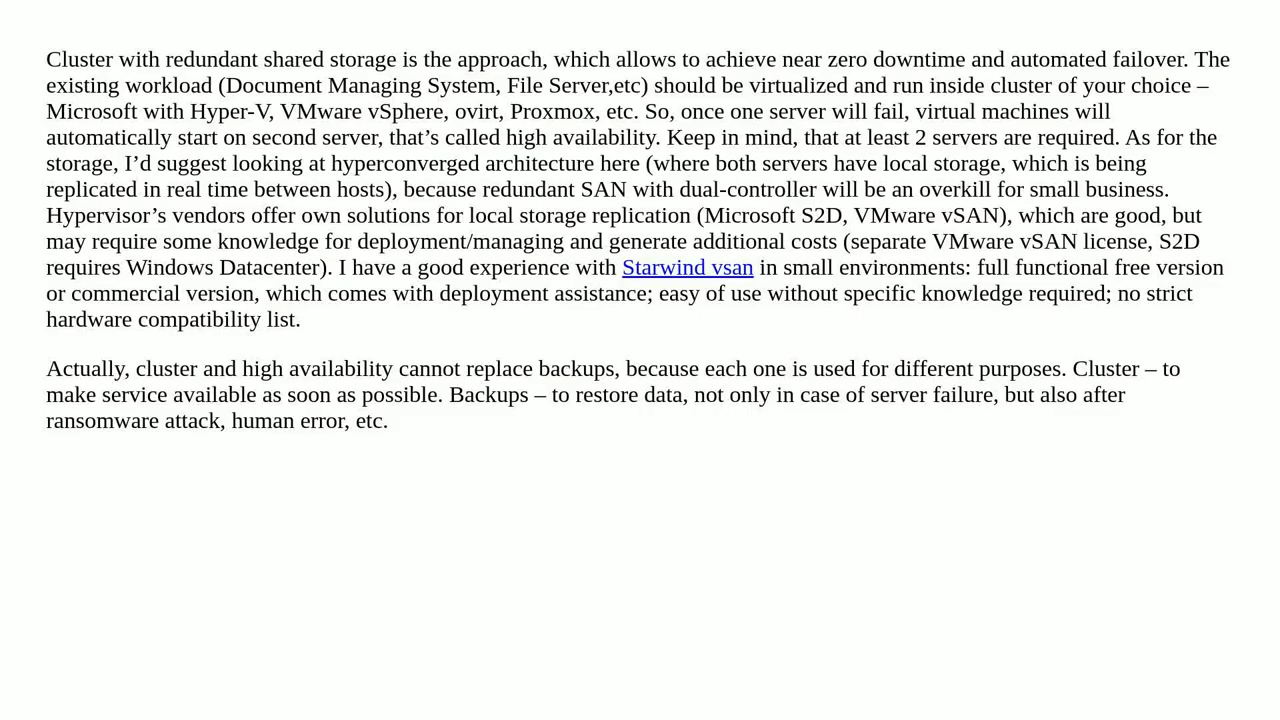 Cluster with redundant shared storage is the approach, which allows to achieve near zero downtime and automated failover. The
existing workload (Document Managing System, File Server,etc) should be virtualized and run inside cluster of your choice –
Microsoft with Hyper-V, VMware vSphere, ovirt, Proxmox, etc. So, once one server will fail, virtual machines will
automatically start on second server, that’s called high availability. Keep in mind, that at least 2 servers are required. As for the
storage, I’d suggest looking at hyperconverged architecture here (where both servers have local storage, which is being
replicated in real time between hosts), because redundant SAN with dual-controller will be an overkill for small business.
Hypervisor’s vendors offer own solutions for local storage replication (Microsoft S2D, VMware vSAN), which are good, but
may require some knowledge for deployment/managing and generate additional costs (separate VMware vSAN license, S2D
requires Windows Datacenter). I have a good experience with Starwind vsan in small environments: full functional free version
or commercial version, which comes with deployment assistance; easy of use without specific knowledge required; no strict
hardware compatibility list.
Actually, cluster and high availability cannot replace backups, because each one is used for different purposes. Cluster – to
make service available as soon as possible. Backups – to restore data, not only in case of server failure, but also after
ransomware attack, human error, etc.